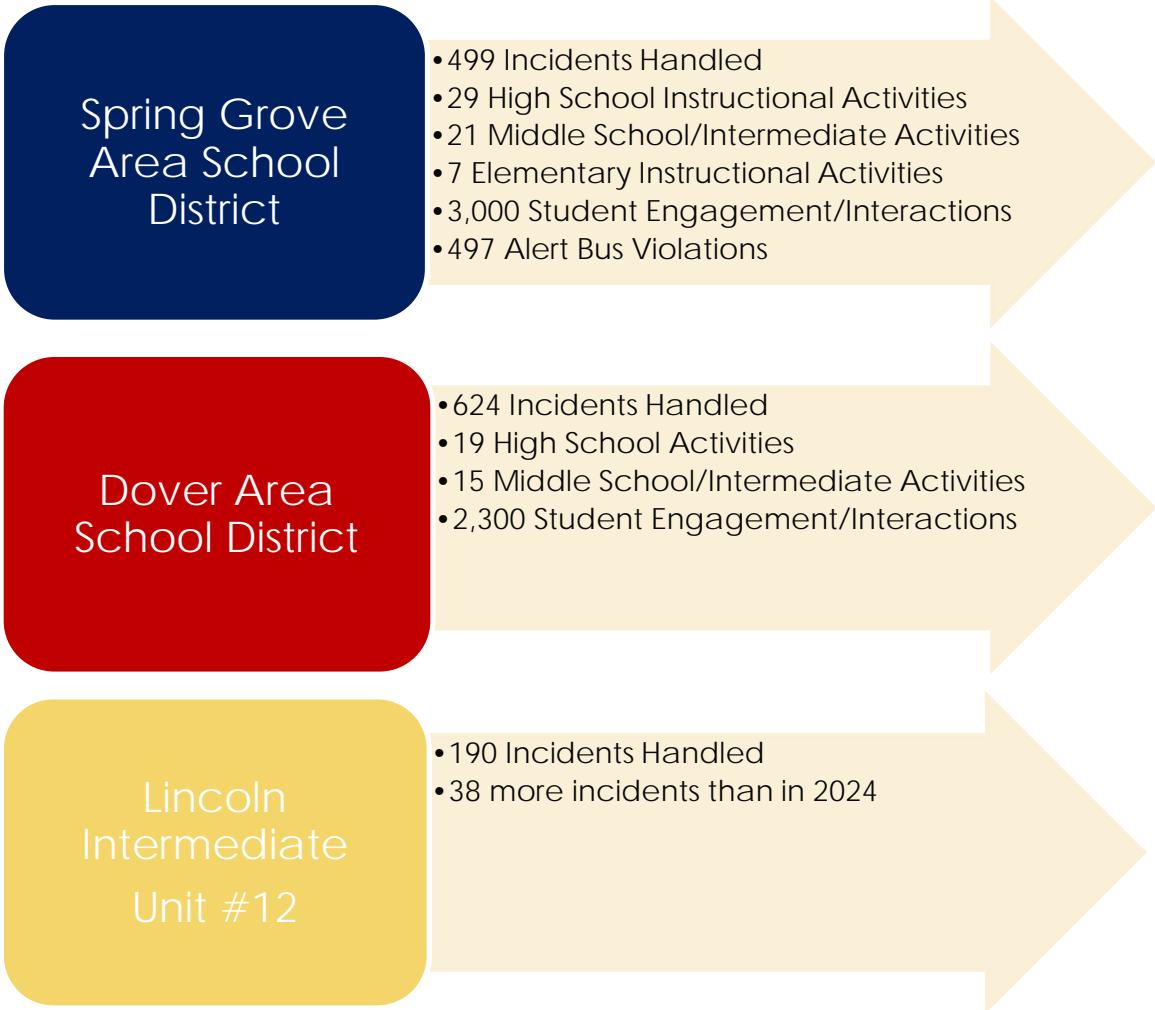 Spring Grove
Area School
District
•499 Incidents Handled
•29 High School Instructional Activities
•21 Middle School/Intermediate Activities
•7 Elementary Instructional Activities
•3,000 Student Engagement/Interactions
•497 Alert Bus Violations
Dover Area
School District
•624 Incidents Handled
•19 High School Activities
•15 Middle School/Intermediate Activities
•2,300 Student Engagement/Interactions
Lincoln
Intermediate
Unit #12
•190 Incidents Handled
•38 more incidents than in 2024